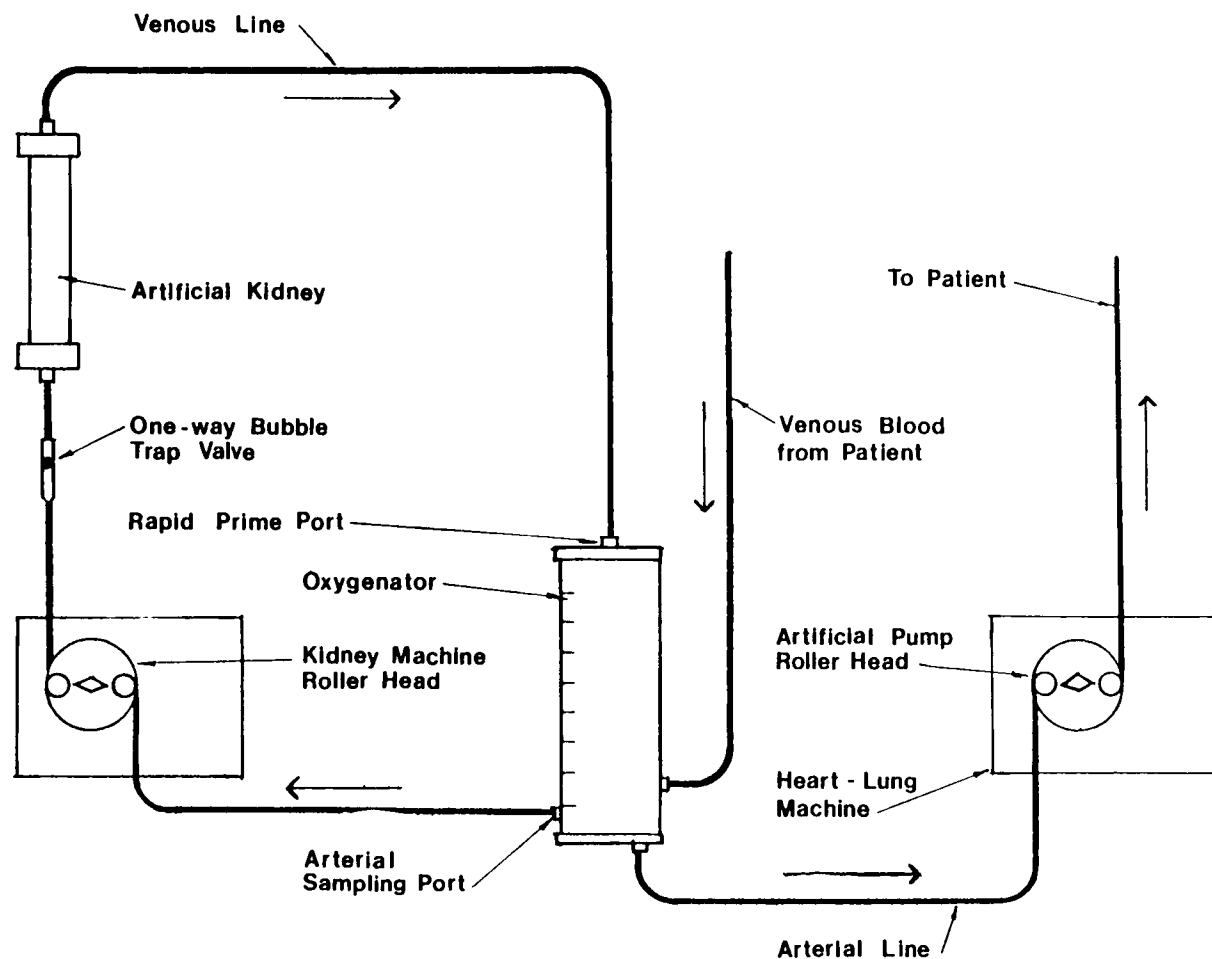 Venous Line
Artificial Kidney
To Patient
One-way Bubble
Trap Valve
Venous Blood
from Patient
Rapid Prime Port
Oxygenator
Kidney Machine
Roller Head
Artificial Pump
Roller Head
Heart-Lung
Machine
Arterial
Sampling Port
Arterial Line